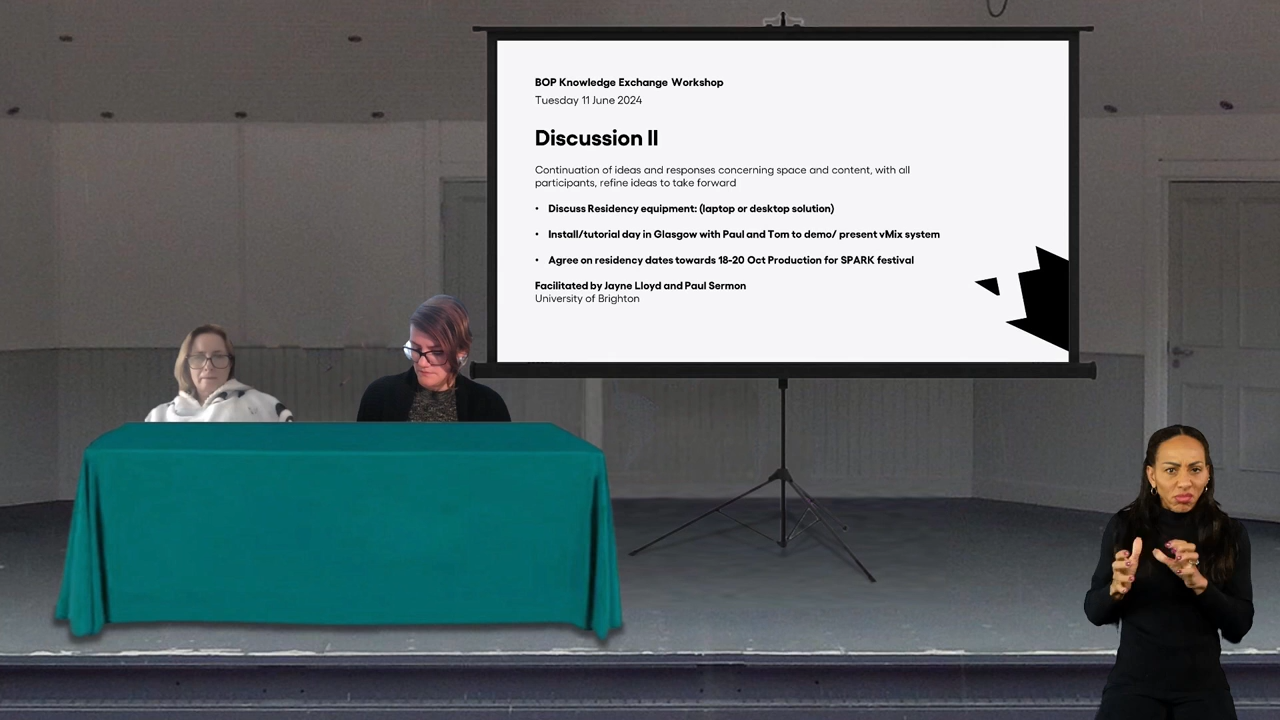 BOP Knowledge Exchange Workshop
Tuesday 11 June 2024
Discussion II
Continuation of ideas and responses concerning space and content, with all
participants, refine ideas to take forward
• Discuss Residency equipment: (laptop or desktop solution)
• Install/tutorial day in Glasgow with Paul and Tom to demo/ present vMix system
• Agree on residency dates towards 18-20 Oct Production for SPARK festival
Facilitated by Jayne Lloyd and Paul Sermon
University of Brighton